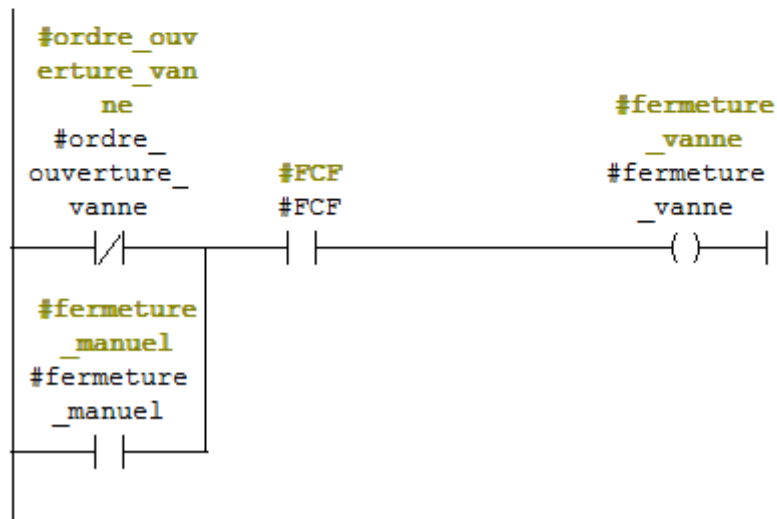 #ordre_ouv
erture_van
ne
#ordre_
ouverture_
vanne
#FCF
#FCF
#fermeture
_vanne
#fermeture
_vanne
#fermeture
_manuel
#fermeture
_manuel